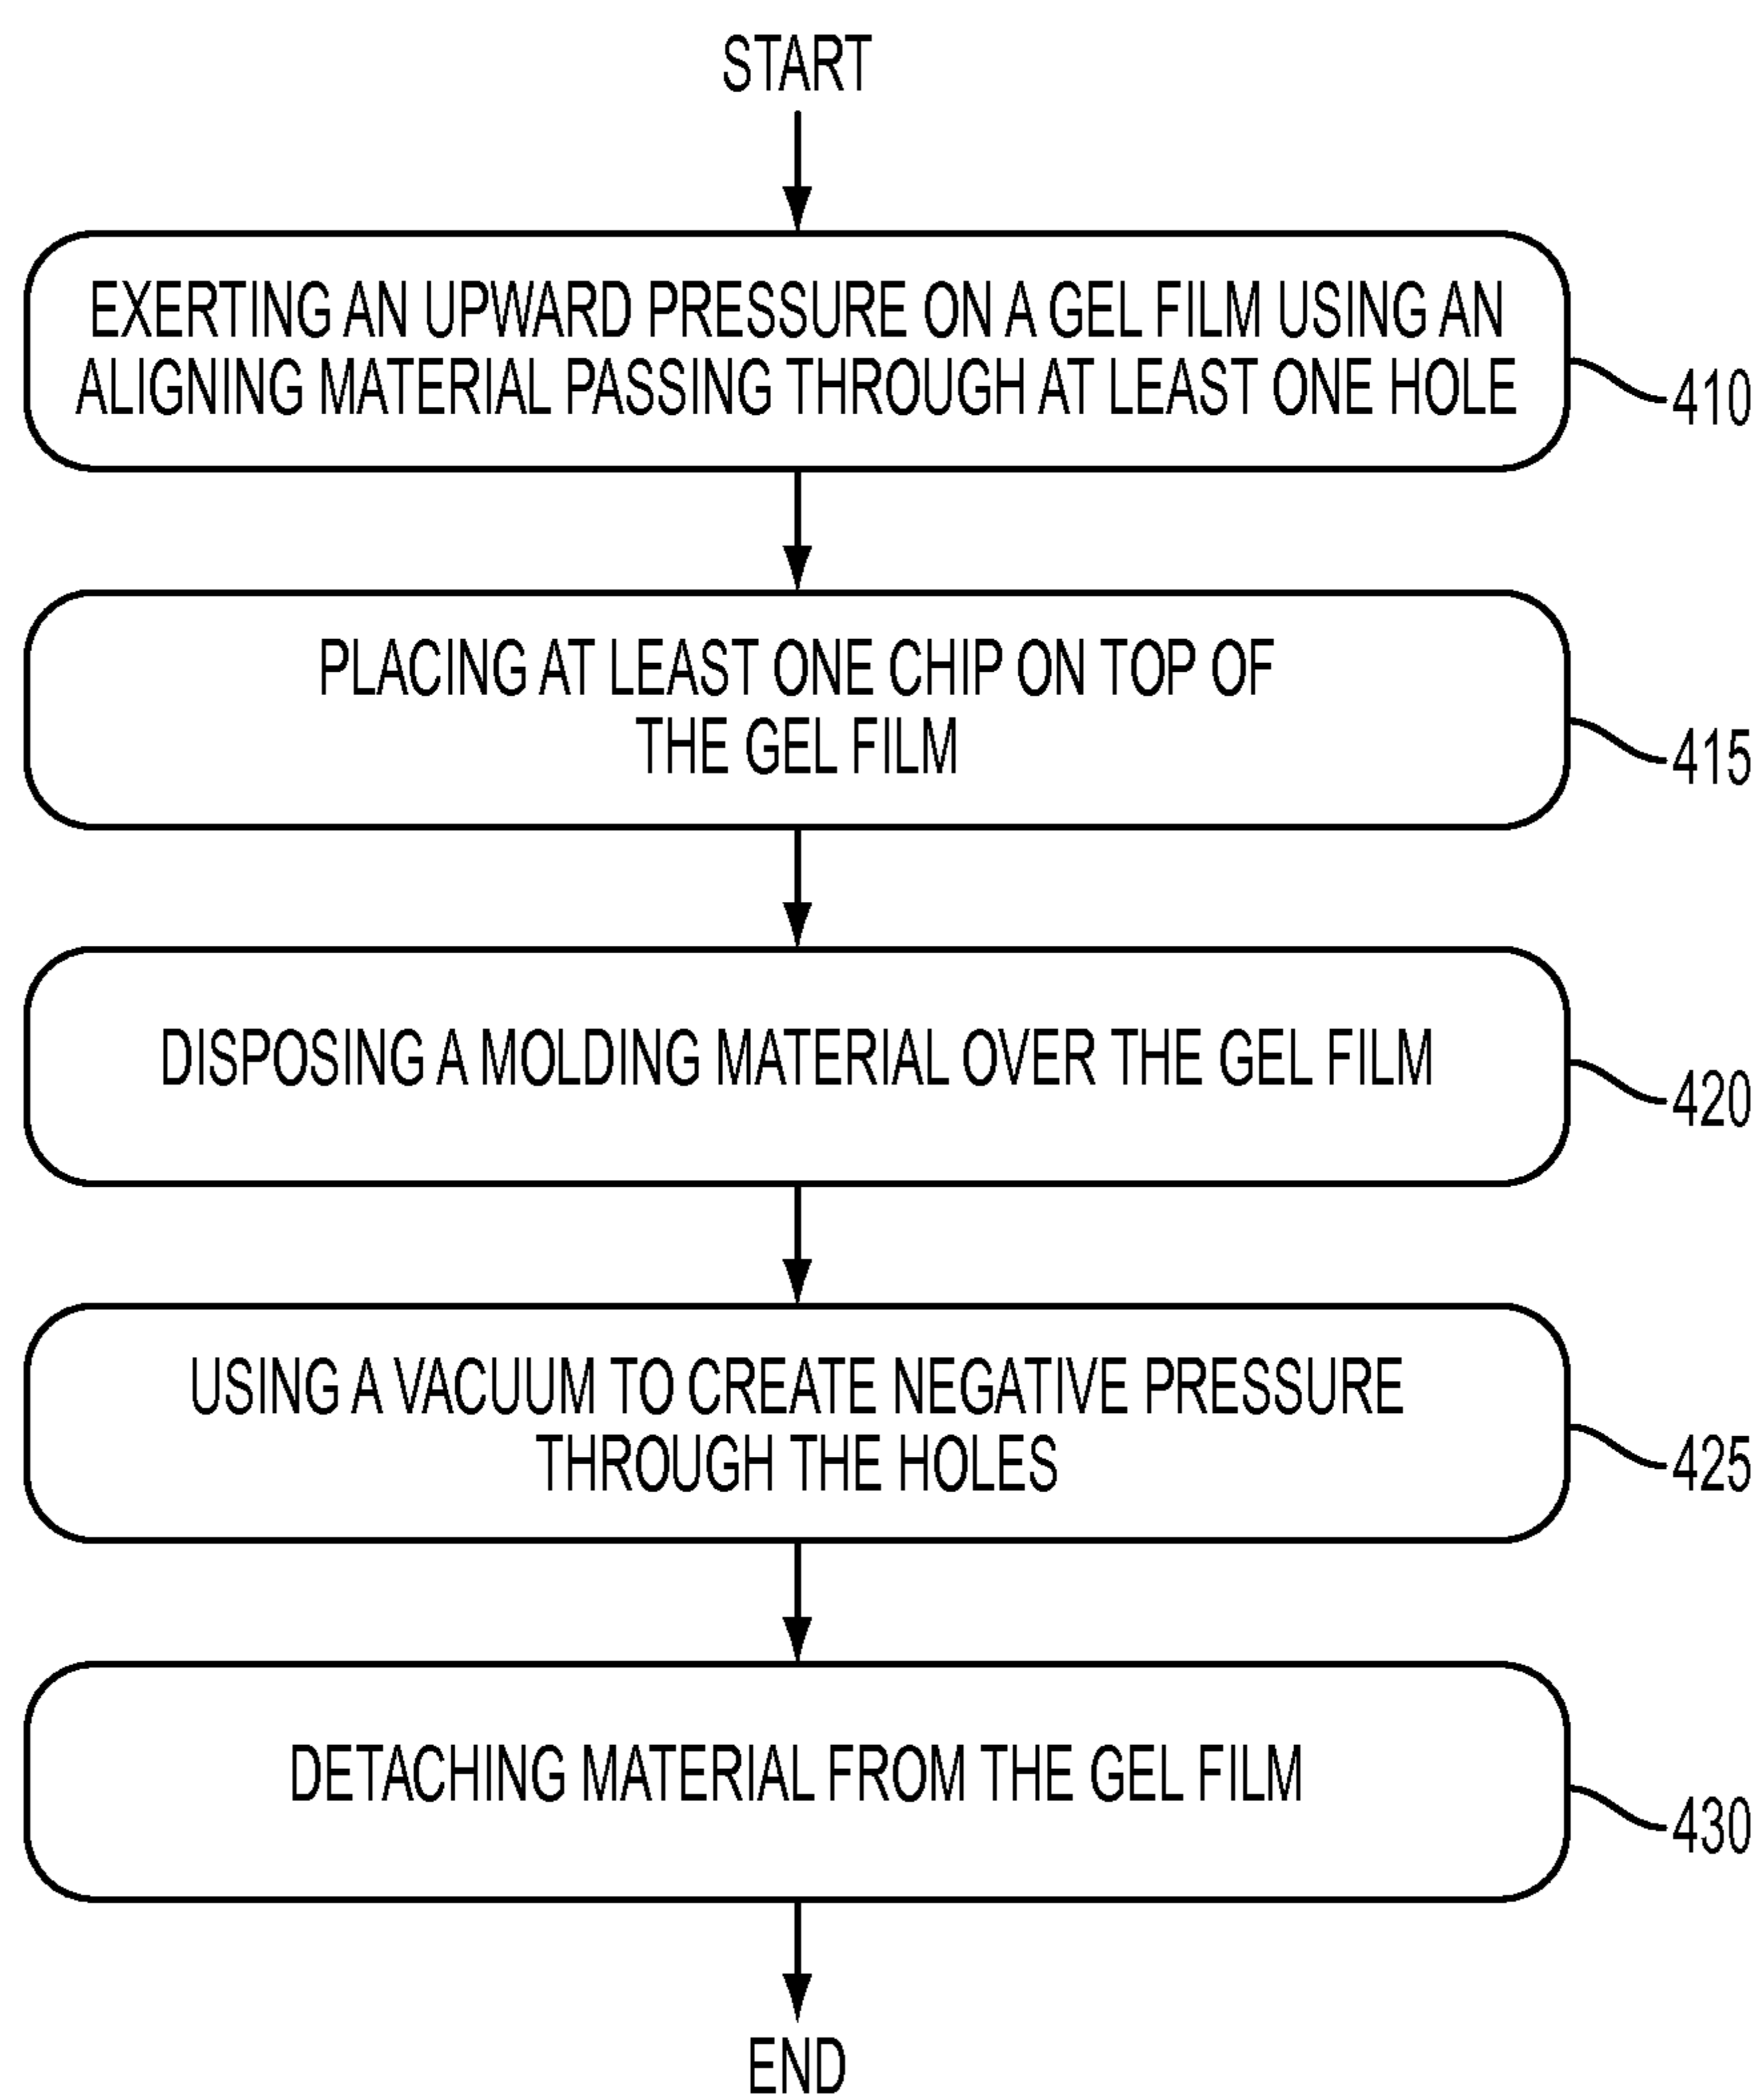 START
EXERTING AN UPWARD PRESSURE ON A GEL FILM USING AN
ALIGNING MATERIAL PASSING THROUGH AT LEAST ONE HOLE
410
PLACING AT LEAST ONE CHIP ON TOP OF
THE GEL FILM
415
DISPOSING A MOLDING MATERIAL OVER THE GEL FILM
420
USING A VACUUM TO CREATE NEGATIVE PRESSURE
THROUGH THE HOLES
425
DETACHING MATERIAL FROM THE GEL FILM
430
END